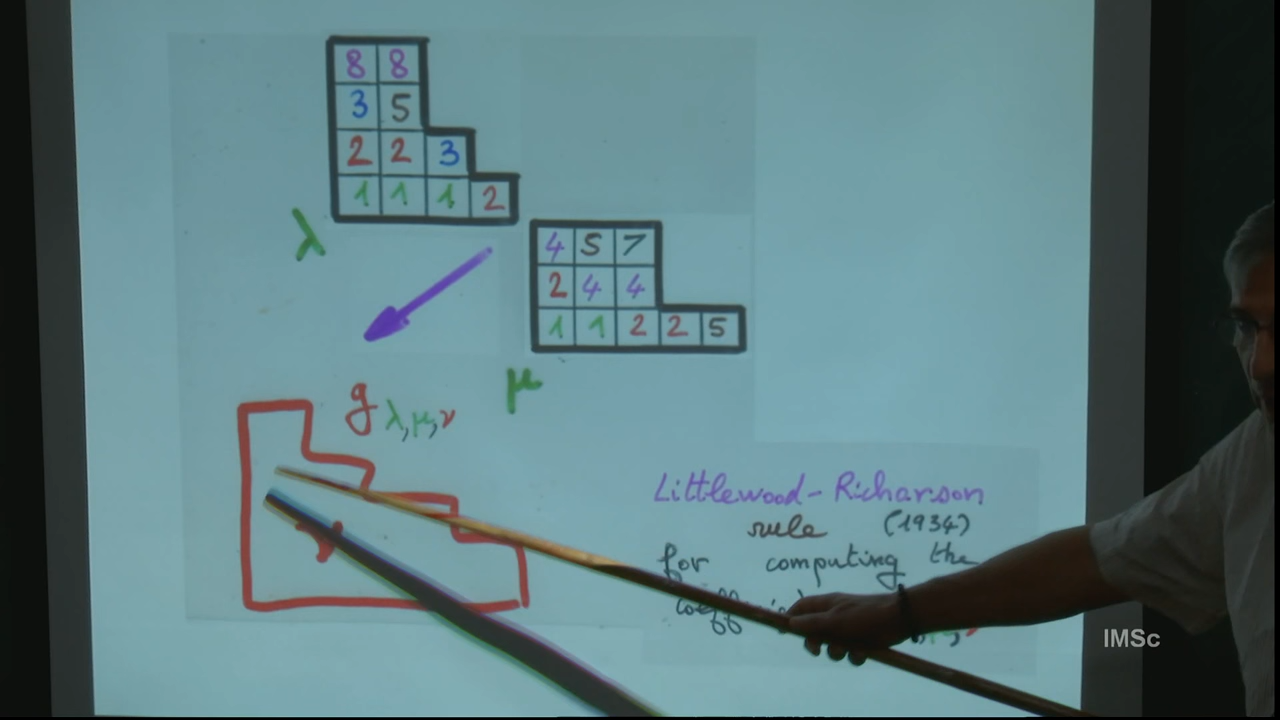 8 8
3 5
2 2 3
1 1 1 2
λ
4 5 7
2 4 4
1 1 2 2 5
μ
g λ,μ,ν
ν
Littlewood-Richarson
rule (1934)
for computing the
IMSc